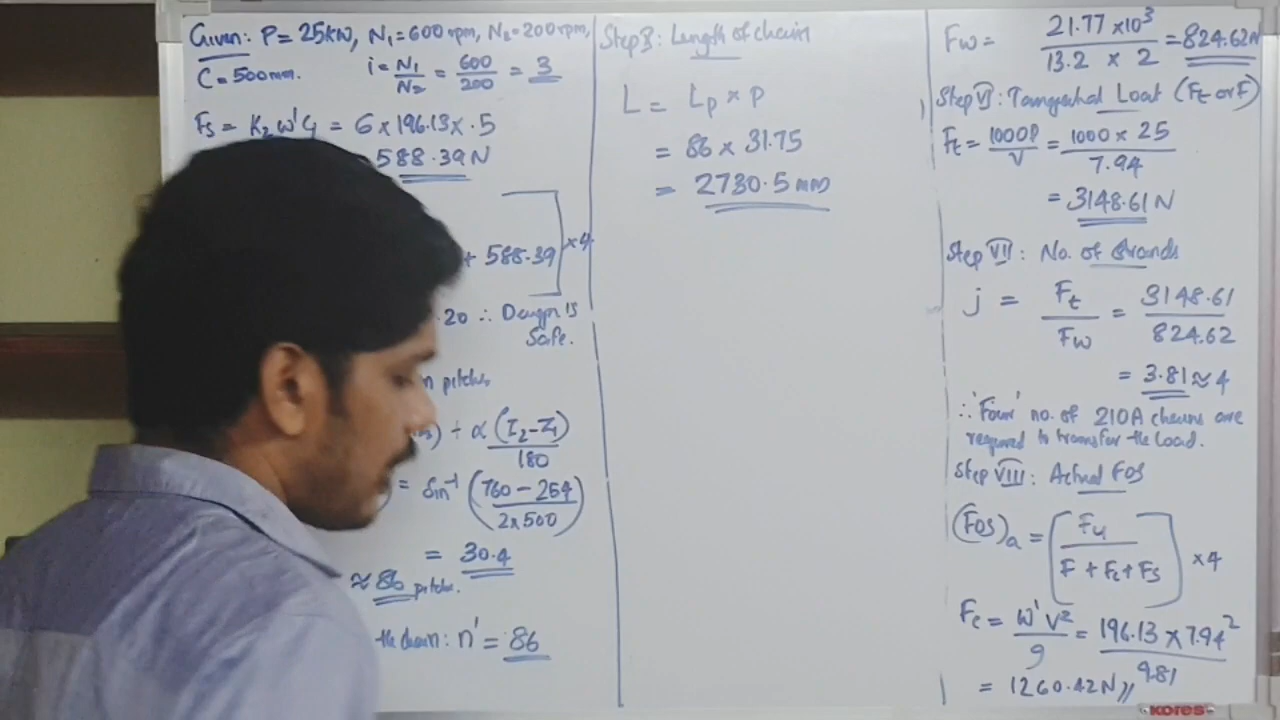 Given: P = 25kW, N₁ = 600 rpm, N₂ = 200 rpm,
C = 500mm. i = N₁/N₂ = 600/200 = 3
Fs = K₂ w' G = 6 x 196.13 x .5
588.39 N
+ 588.39 ] x 4
.20 ∴ Design is
Safe.
n pitches
) + α (Z₂ - Z₁)/180
= Sin⁻¹ (760 - 254 / 2 x 500)
= 30.4
≈ 86 pitches.
the chain: n' = 86
Step X: Length of chain
L = Lp x p
= 86 x 31.75
= 2730.5 mm
Fw = 21.77 x 10³ / 13.2 x 2 = 824.62 N
Step VI: Tangential Load (Ft or F)
Ft = 1000P/V = 1000 x 25 / 7.94
= 3148.61 N
Step VII: No. of Strands
j = Ft/Fw = 3148.61/824.62
= 3.81 ≈ 4
∴ 'Four' no. of 210A chains are
required to transfer the load.
Step VIII: Actual FOS
(FOS)a = [Fu / F + Fc + Fs] x 4
Fc = w'V²/g = 196.13 x 7.94² / 9.81
= 1260.42 N //
kores